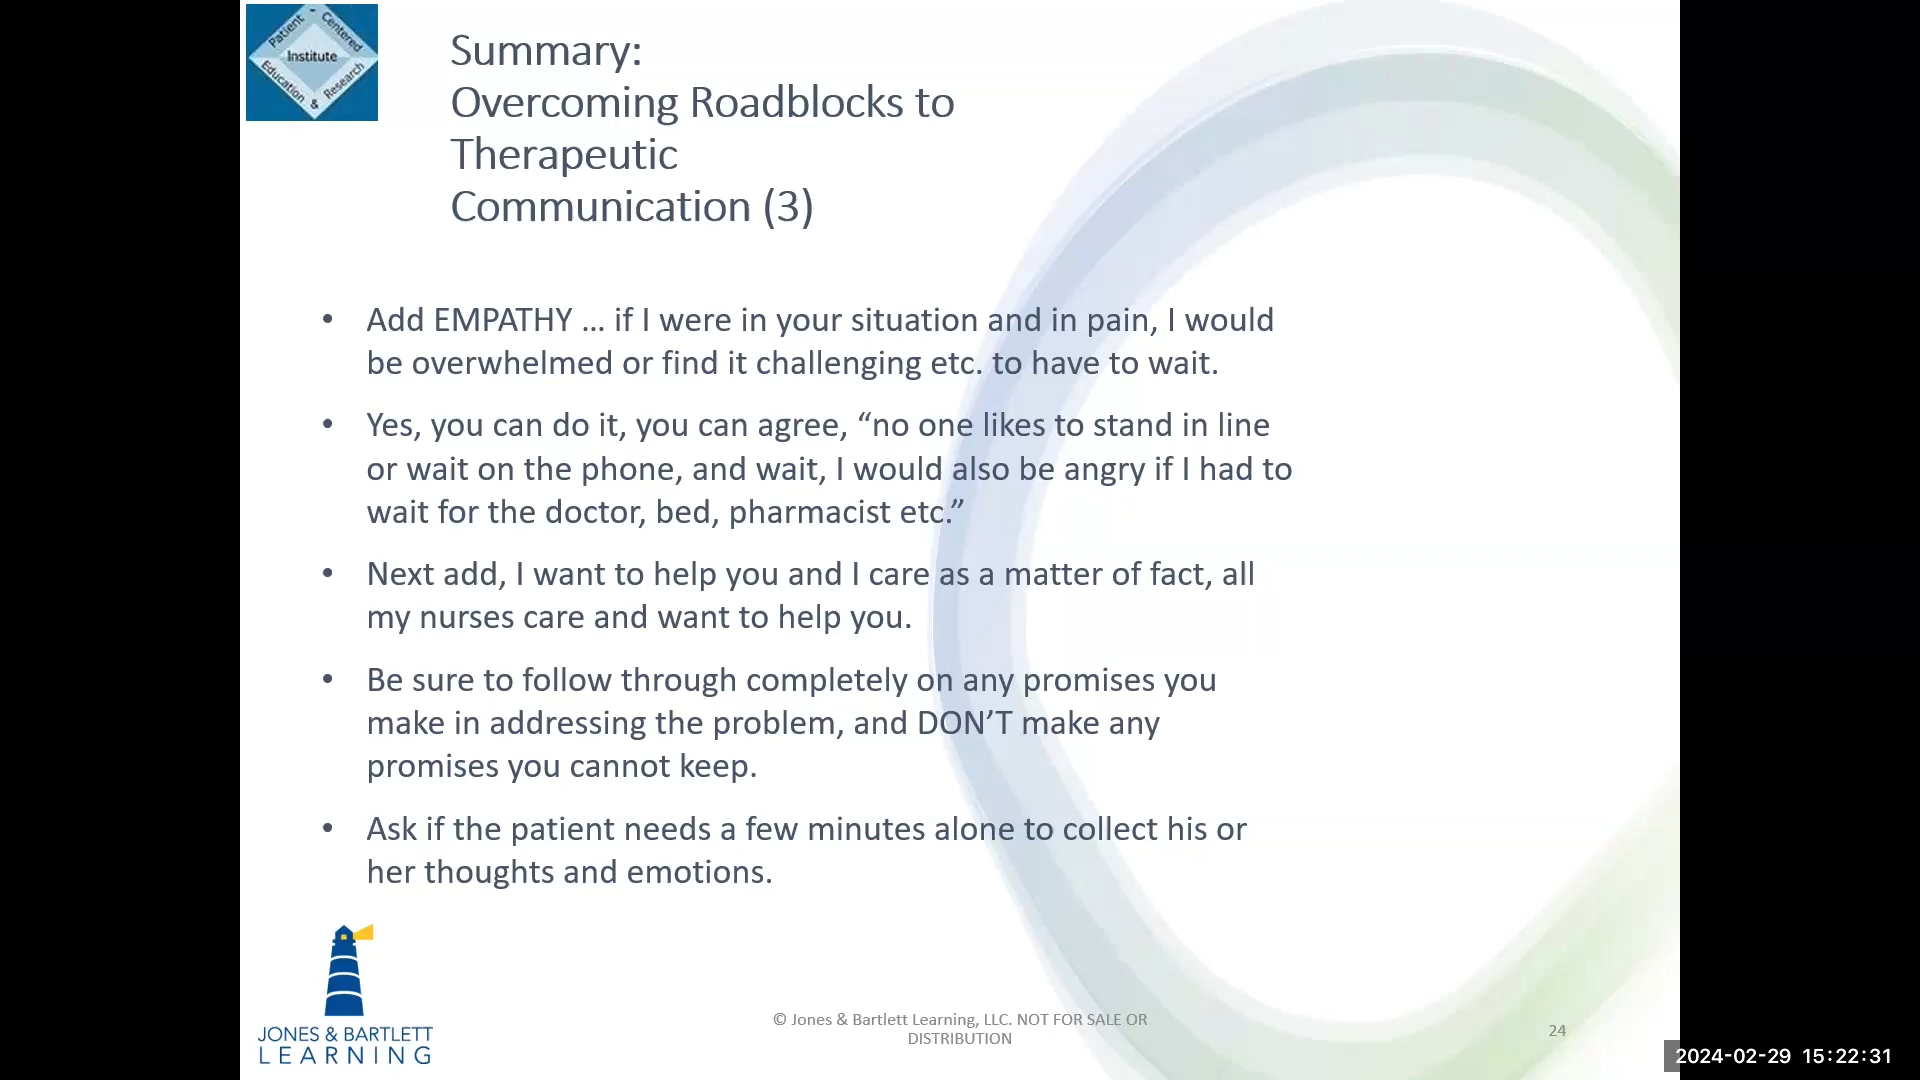 Patient - Centered
Institute
Education & Research
Summary:
Overcoming Roadblocks to
Therapeutic
Communication (3)
• Add EMPATHY ... if I were in your situation and in pain, I would
be overwhelmed or find it challenging etc. to have to wait.
• Yes, you can do it, you can agree, “no one likes to stand in line
or wait on the phone, and wait, I would also be angry if I had to
wait for the doctor, bed, pharmacist etc.”
• Next add, I want to help you and I care as a matter of fact, all
my nurses care and want to help you.
• Be sure to follow through completely on any promises you
make in addressing the problem, and DON’T make any
promises you cannot keep.
• Ask if the patient needs a few minutes alone to collect his or
her thoughts and emotions.
JONES & BARTLETT
LEARNING
© Jones & Bartlett Learning, LLC. NOT FOR SALE OR
DISTRIBUTION
24
2024-02-29 15:22:31